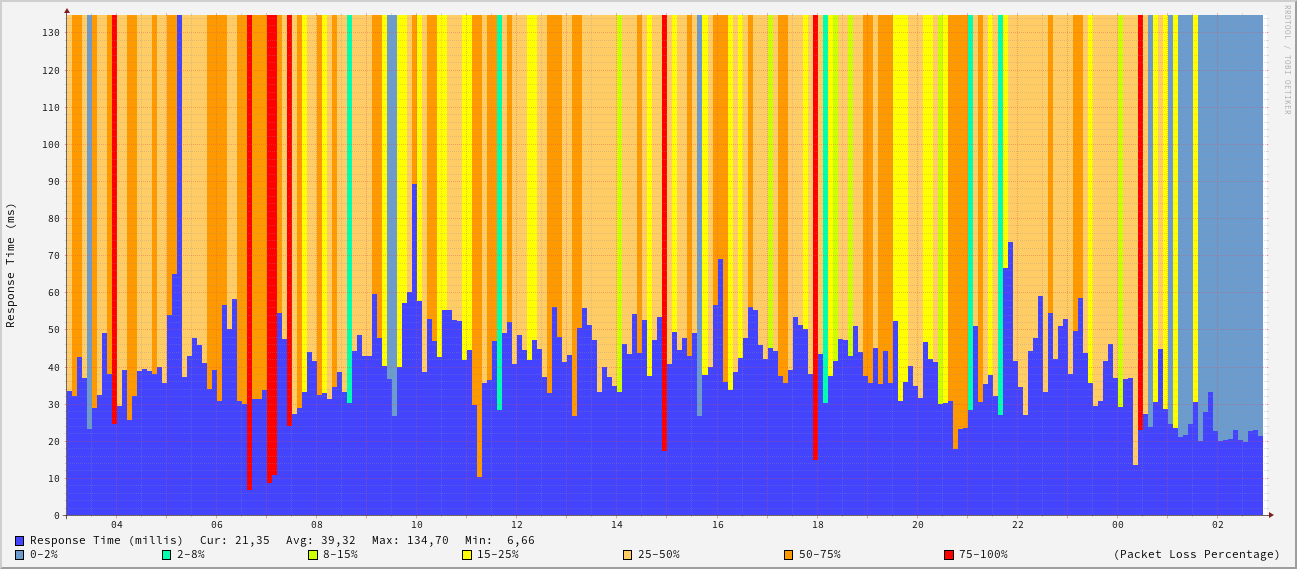 RRDTOOL / TOBI OETIKER
Response Time (ms)
130
120
110
100
90
80
70
60
50
40
30
20
10
0
04 06 08 10 12 14 16 18 20 22 00 02
Response Time (millis) Cur: 21,35 Avg: 39,32 Max: 134,70 Min: 6,66
0-2% 2-8% 8-15% 15-25% 25-50% 50-75% 75-100% (Packet Loss Percentage)